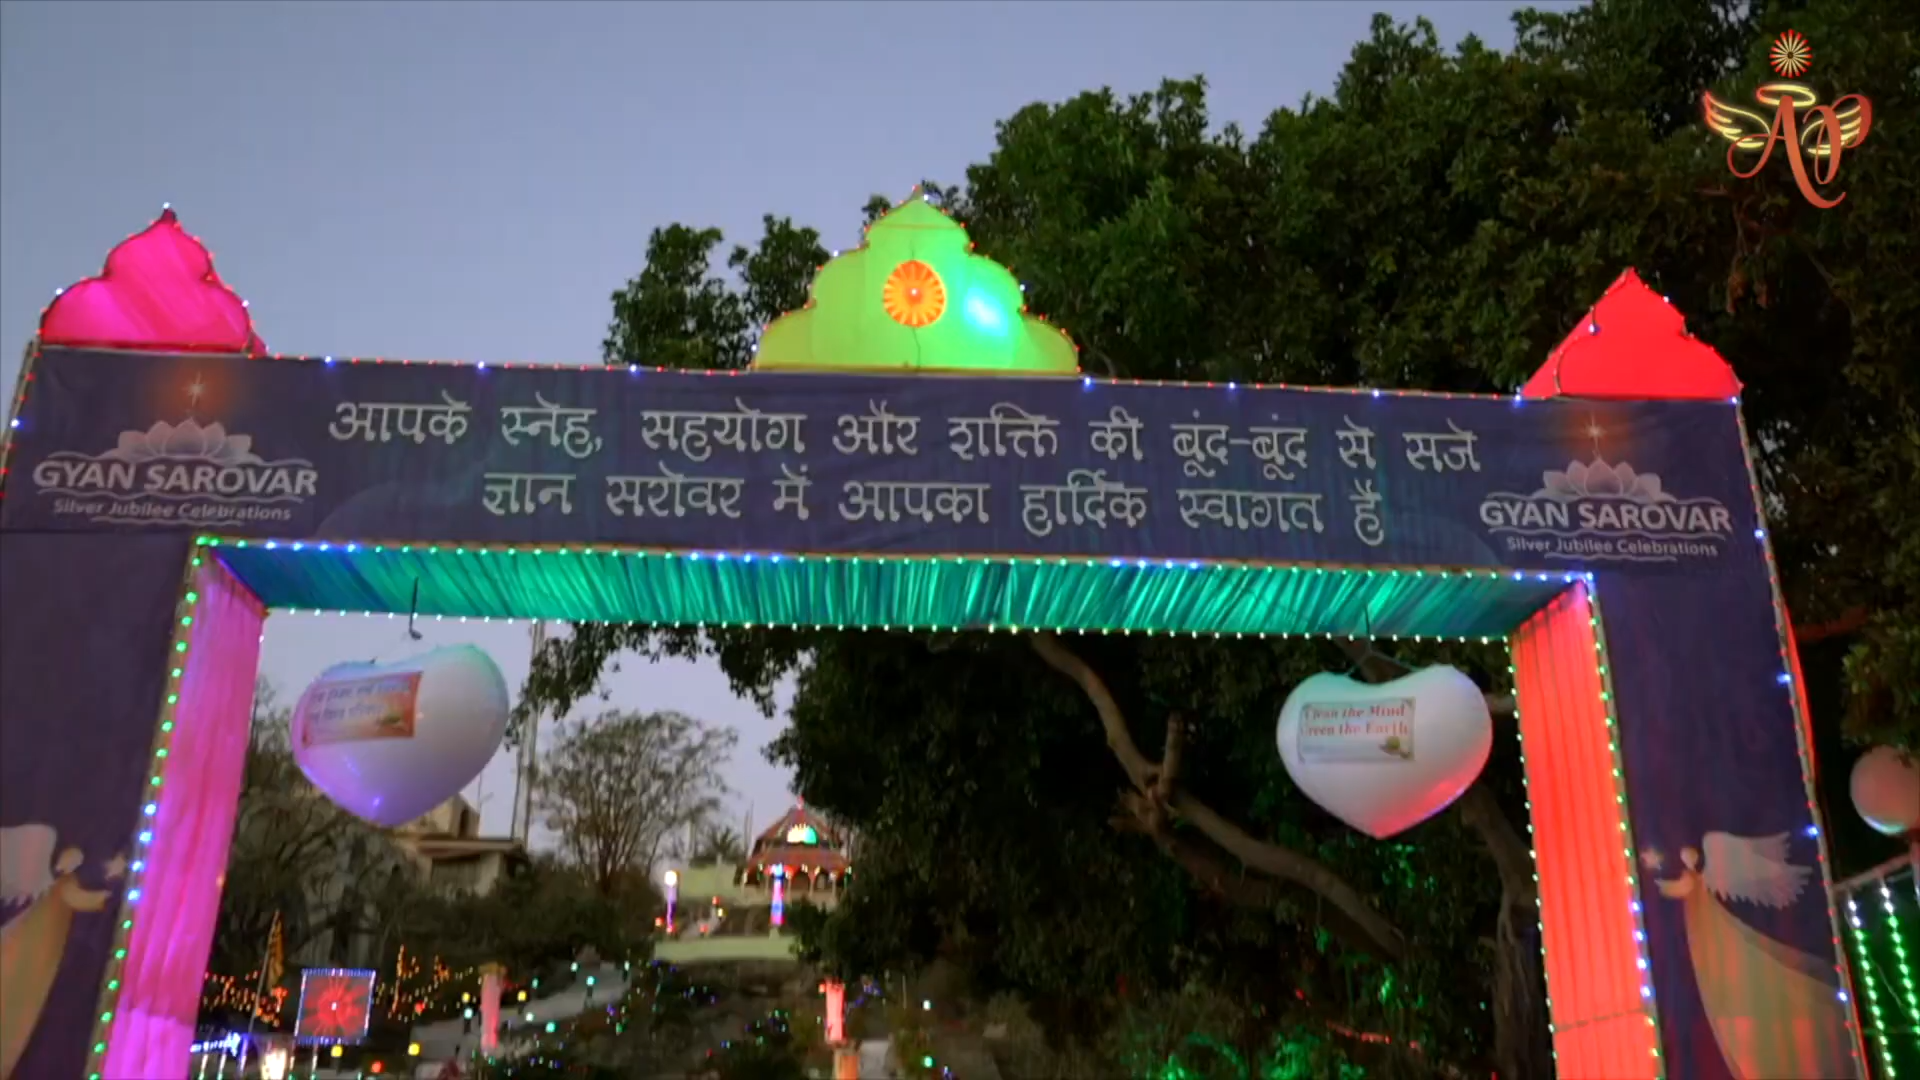 आपके स्नेह, सहयोग और शक्ति की बूंद-बूंद से सजे
ज्ञान सरोवर में आपका हार्दिक स्वागत है
GYAN SAROVAR
Silver Jubilee Celebrations
GYAN SAROVAR
Silver Jubilee Celebrations
Clean the Mind
Green the Earth
AP